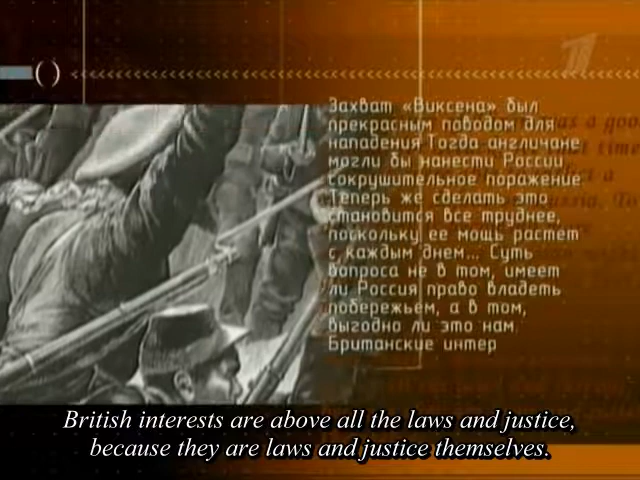 ( )
Захват «Виксена» был
прекрасным поводом для
нападения Тогда англичане
могли бы нанести России
сокрушительное поражение
Теперь же сделать это
становится все труднее,
поскольку ее мощь растет
с каждым днем... Суть
вопроса не в том, имеет
ли Россия право владеть
побережьем, а в том,
выгодно ли это нам
Британские интер
as a goo
time
British interests are above all the laws and justice,
because they are laws and justice themselves.